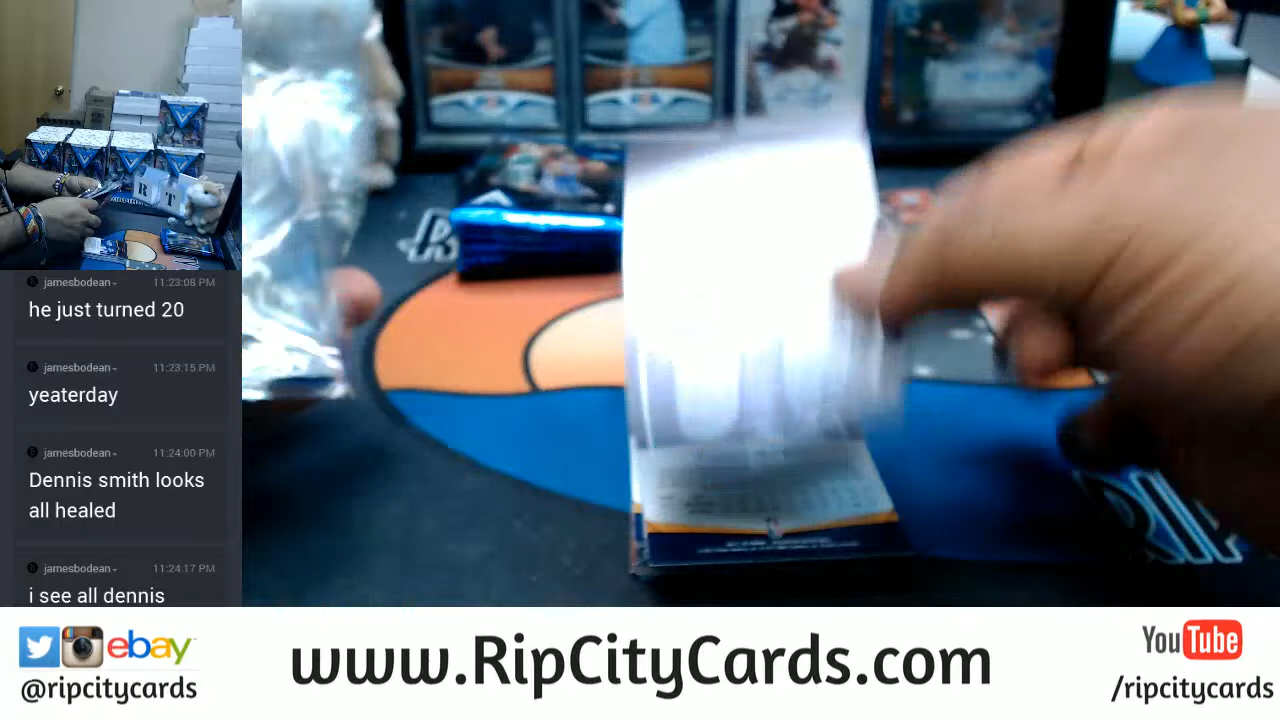 R T
jamesbodean 11:23:08 PM
he just turned 20
jamesbodean 11:23:15 PM
yeaterday
jamesbodean 11:24:00 PM
Dennis smith looks
all healed
jamesbodean 11:24:17 PM
i see all dennis
ebay
@ripcitycards
www.RipCityCards.com
YouTube
/ripcitycards